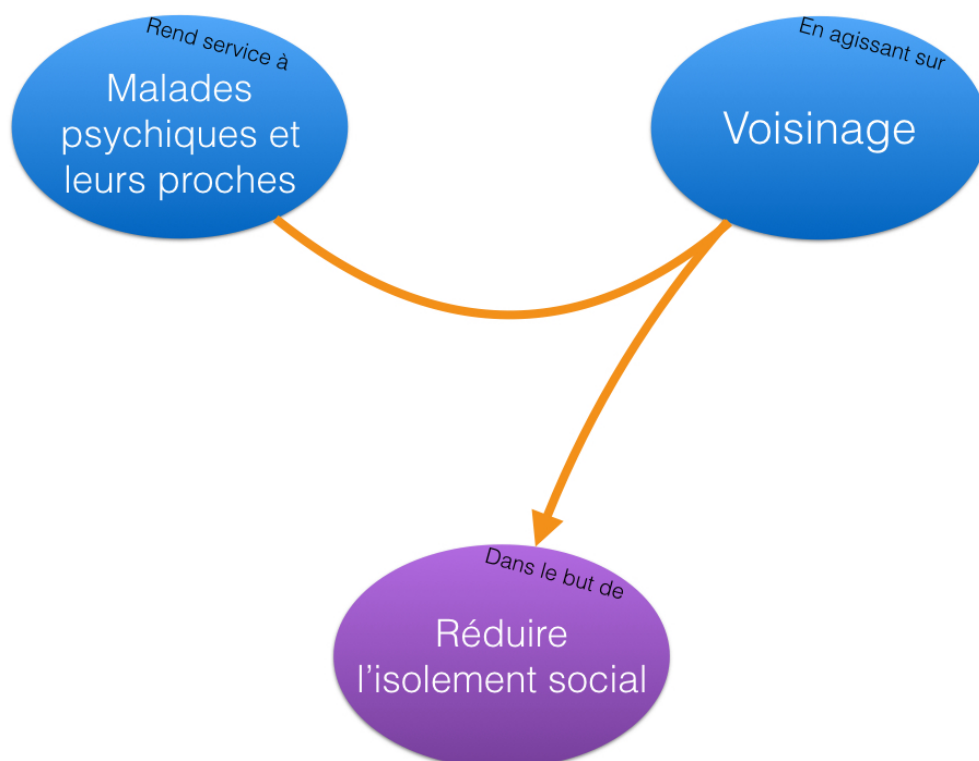 Rend service à
Malades
psychiques et
leurs proches
En agissant sur
Voisinage
Dans le but de
Réduire
l’isolement social